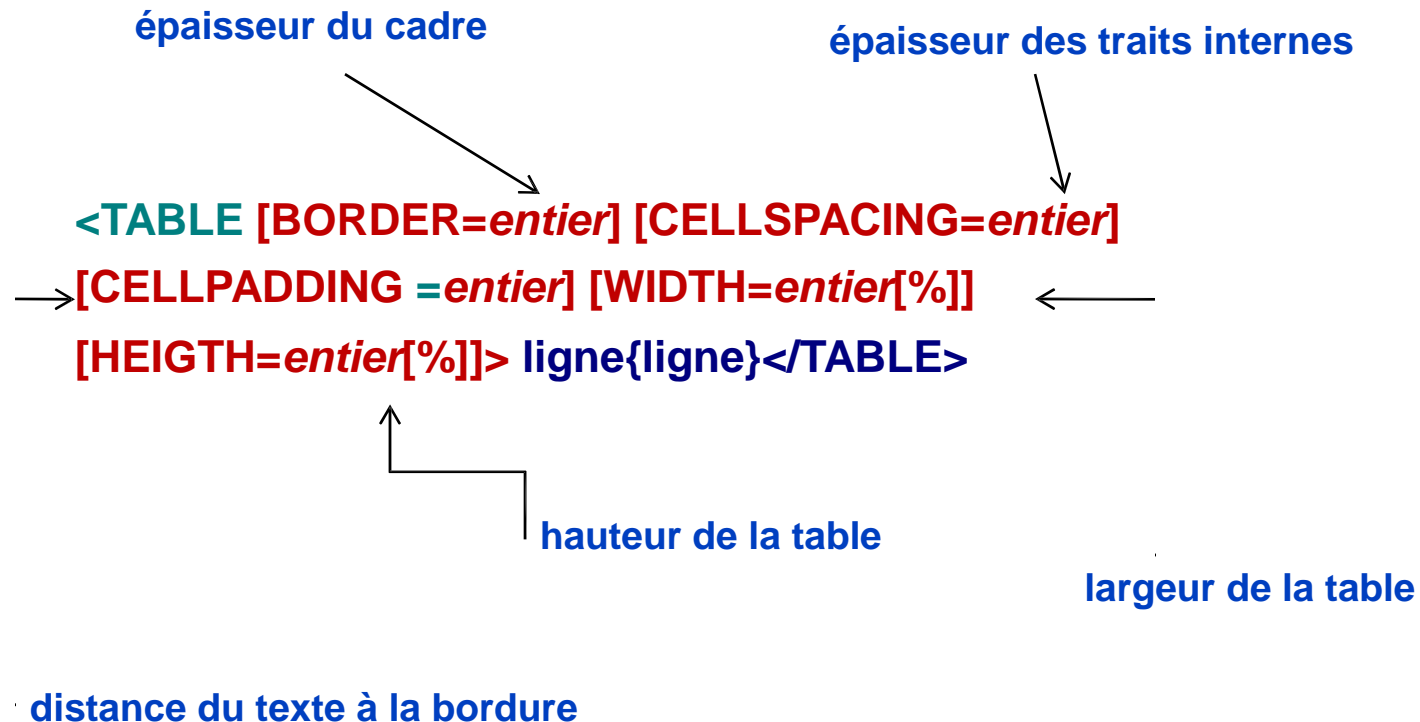 épaisseur du cadre
épaisseur des traits internes
<TABLE [BORDER=entier] [CELLSPACING=entier]
[CELLPADDING =entier] [WIDTH=entier[%]]
[HEIGTH=entier[%]]> ligne{ligne}</TABLE>
hauteur de la table
largeur de la table
distance du texte à la bordure